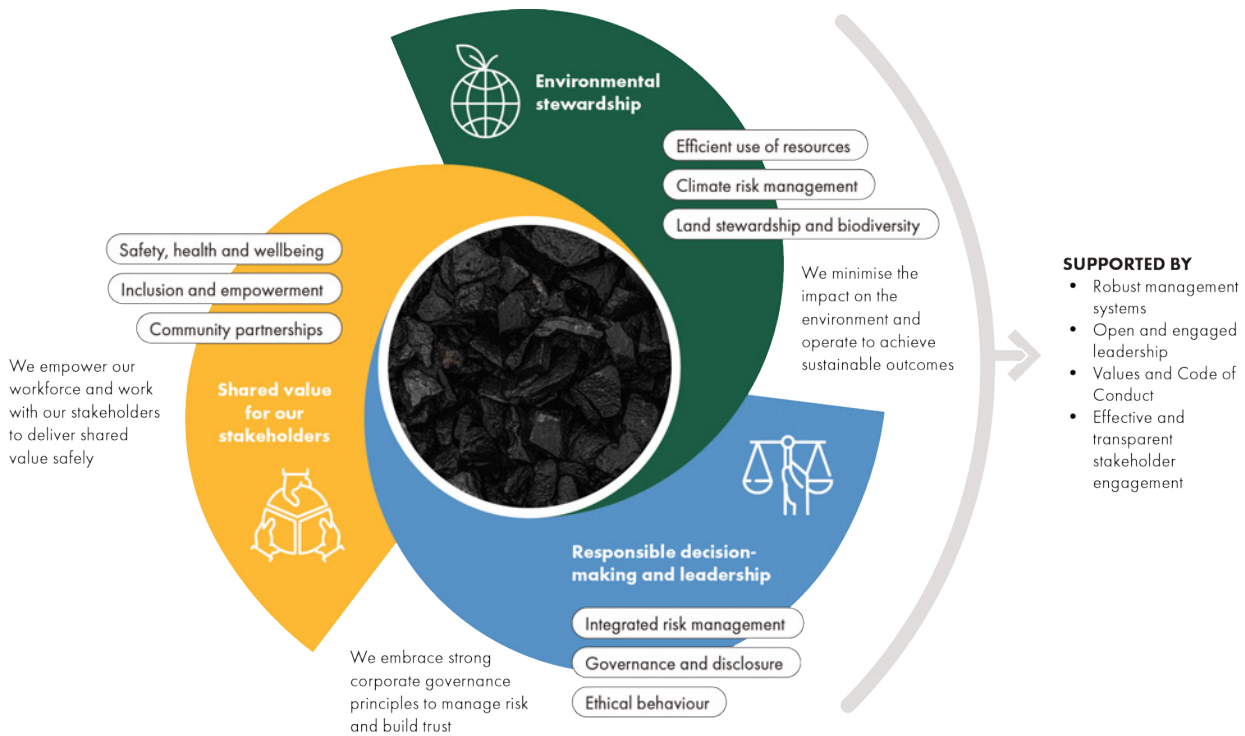 Environmental
stewardship
Efficient use of resources
Climate risk management
Land stewardship and biodiversity
We minimise the
impact on the
environment and
operate to achieve
sustainable outcomes
Safety, health and wellbeing
Inclusion and empowerment
Community partnerships
We empower our
workforce and work
with our stakeholders
to deliver shared
value safely
Shared value
for our
stakeholders
Responsible decision-
making and leadership
Integrated risk management
Governance and disclosure
Ethical behaviour
We embrace strong
corporate governance
principles to manage risk
and build trust
SUPPORTED BY
• Robust management
systems
• Open and engaged
leadership
• Values and Code of
Conduct
• Effective and
transparent
stakeholder
engagement